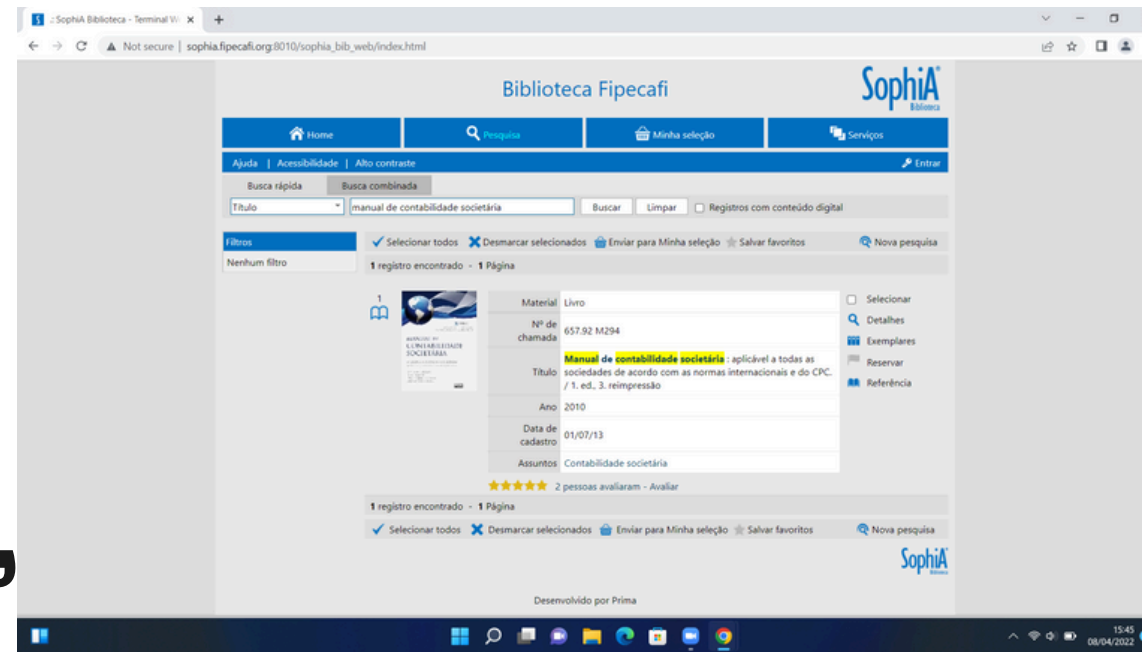 .: SophiA Biblioteca - Terminal W
Not secure | sophia.fipecafi.org:8010/sophia_bib_web/index.html
Biblioteca Fipecafi
SophiA
Biblioteca
Home
Pesquisa
Minha seleção
Serviços
Ajuda | Acessibilidade | Alto contraste
Entrar
Busca rápida
Busca combinada
Título
manual de contabilidade societária
Buscar
Limpar
Registros com conteúdo digital
Filtros
Nenhum filtro
Selecionar todos
Desmarcar selecionados
Enviar para Minha seleção
Salvar favoritos
Nova pesquisa
1 registro encontrado - 1 Página
1
MANUAL DE
CONTABILIDADE
SOCIETÁRIA
Material Livro
Nº de
chamada
657.92 M294
Título
Manual de contabilidade societária : aplicável a todas as
sociedades de acordo com as normas internacionais e do CPC.
/ 1. ed., 3. reimpressão
Ano 2010
Data de
cadastro
01/07/13
Assuntos Contabilidade societária
2 pessoas avaliaram - Avaliar
Selecionar
Detalhes
Exemplares
Reservar
Referência
1 registro encontrado - 1 Página
Selecionar todos
Desmarcar selecionados
Enviar para Minha seleção
Salvar favoritos
Nova pesquisa
SophiA
Biblioteca
Desenvolvido por Prima
15:45
08/04/2022